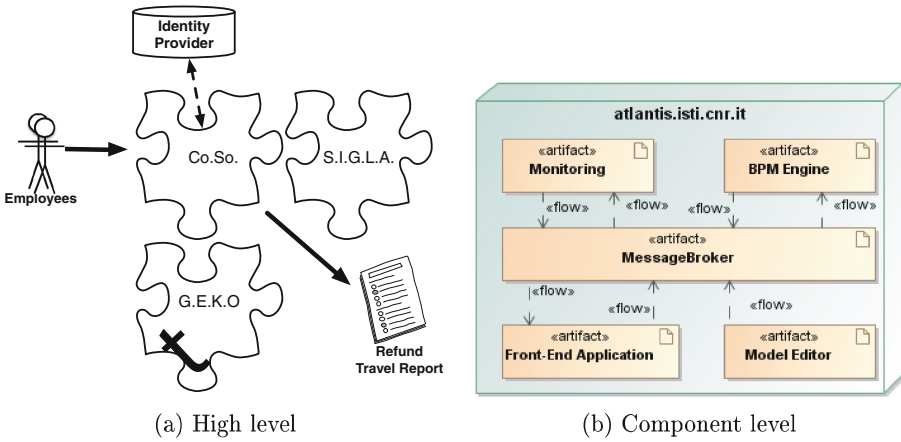 Identity
Provider
Employees
Co.So.
S.I.G.L.A.
G.E.K.O
Refund
Travel Report
(a) High level
atlantis.isti.cnr.it
«artifact»
Monitoring
«artifact»
BPM Engine
«flow»
«flow»
«flow»
«flow»
«artifact»
MessageBroker
«flow»
«flow»
«flow»
«artifact»
Front-End Application
«artifact»
Model Editor
(b) Component level